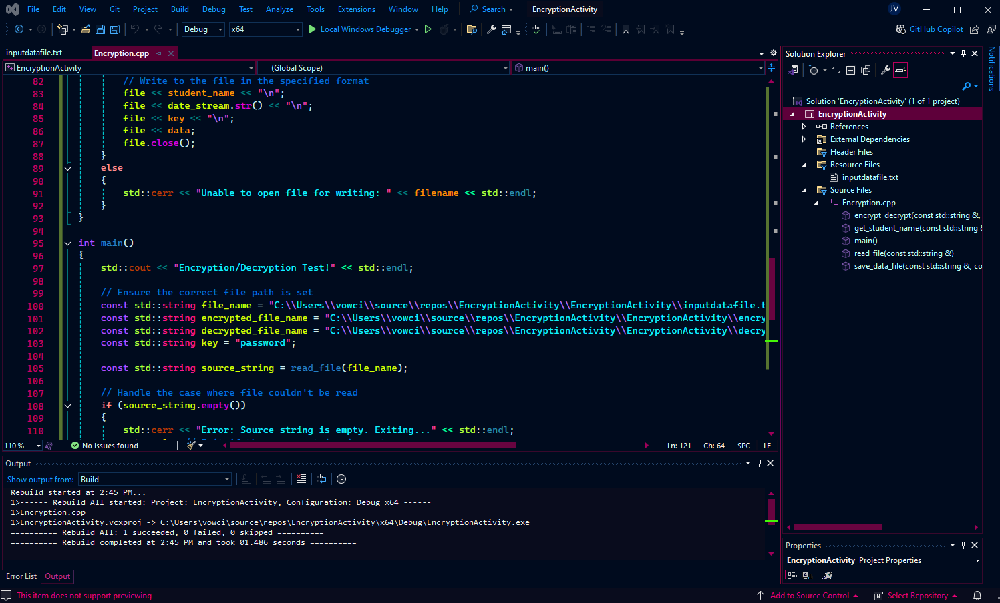 File Edit View Git Project Build Debug Test Analyze Tools Extensions Window Help Search EncryptionActivity JV
Debug x64 Local Windows Debugger GitHub Copilot
inputdatafile.txt Encryption.cpp
EncryptionActivity (Global Scope) main()
82 // Write to the file in the specified format
83 file << student_name << "\n";
84 file << date_stream.str() << "\n";
85 file << key << "\n";
86 file << data;
87 file.close();
88 }
89 else
90 {
91 std::cerr << "Unable to open file for writing: " << filename << std::endl;
92 }
93 }
94
95 int main()
96 {
97 std::cout << "Encryption/Decryption Test!" << std::endl;
98
99 // Ensure the correct file path is set
100 const std::string file_name = "C:\\Users\\vowci\\source\\repos\\EncryptionActivity\\EncryptionActivity\\inputdatafile.t
101 const std::string encrypted_file_name = "C:\\Users\\vowci\\source\\repos\\EncryptionActivity\\EncryptionActivity\\encry
102 const std::string decrypted_file_name = "C:\\Users\\vowci\\source\\repos\\EncryptionActivity\\EncryptionActivity\\decry
103 const std::string key = "password";
104
105 const std::string source_string = read_file(file_name);
106
107 // Handle the case where file couldn't be read
108 if (source_string.empty())
109 {
110 std::cerr << "Error: Source string is empty. Exiting..." << std::endl;
110 % No issues found Ln: 121 Ch: 64 SPC LF
Output
Show output from: Build
Rebuild started at 2:45 PM...
1>------ Rebuild All started: Project: EncryptionActivity, Configuration: Debug x64 ------
1>Encryption.cpp
1>EncryptionActivity.vcxproj -> C:\Users\vowci\source\repos\EncryptionActivity\x64\Debug\EncryptionActivity.exe
========== Rebuild All: 1 succeeded, 0 failed, 0 skipped ==========
========== Rebuild completed at 2:45 PM and took 01.486 seconds ==========
Error List Output
This item does not support previewing
Solution Explorer
Solution 'EncryptionActivity' (1 of 1 project)
EncryptionActivity
References
External Dependencies
Header Files
Resource Files
inputdatafile.txt
Source Files
Encryption.cpp
encrypt_decrypt(const std::string &,
get_student_name(const std::string &
main()
read_file(const std::string &)
save_data_file(const std::string &, co
Properties
EncryptionActivity Project Properties
Add to Source Control Select Repository
Notifications